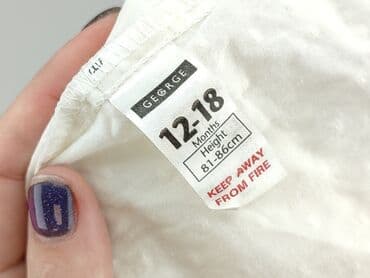 GEORGE
12-18
Months
Height
81-86cm
KEEP AWAY
FROM FIRE